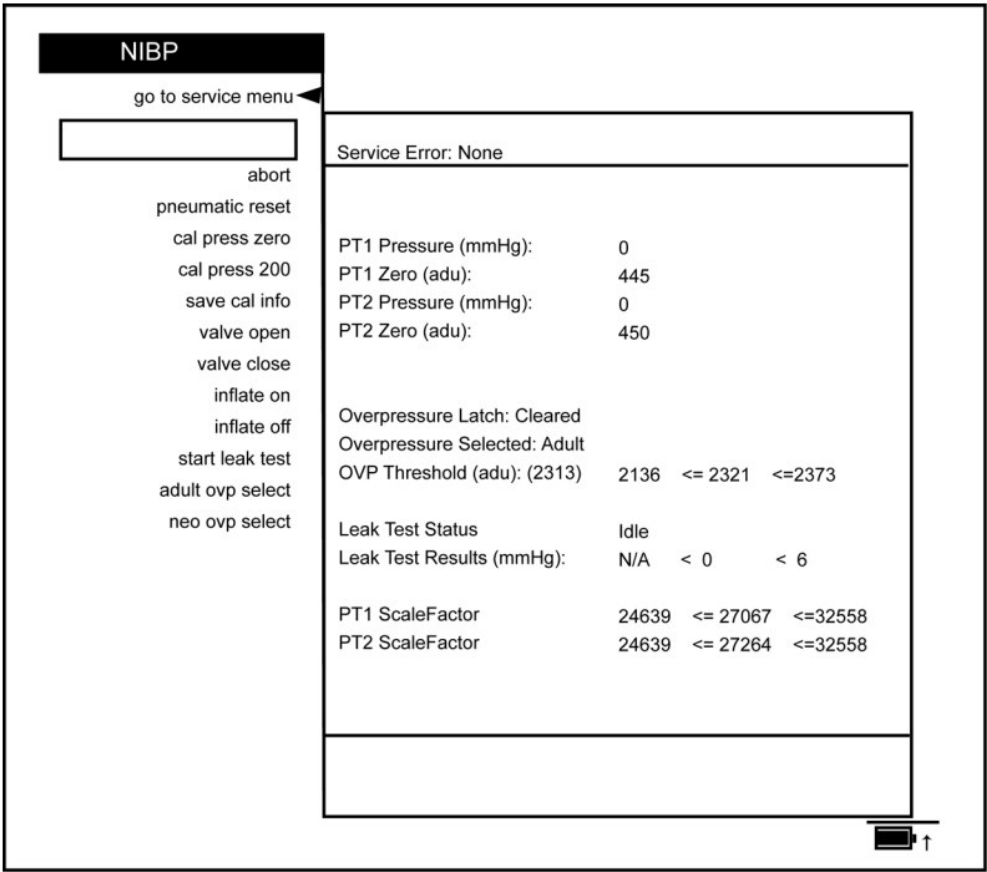 NIBP
go to service menu
Service Error: None
abort
pneumatic reset
cal press zero
cal press 200
save cal info
valve open
valve close
inflate on
inflate off
start leak test
adult ovp select
neo ovp select
PT1 Pressure (mmHg): 0
PT1 Zero (adu): 445
PT2 Pressure (mmHg): 0
PT2 Zero (adu): 450
Overpressure Latch: Cleared
Overpressure Selected: Adult
OVP Threshold (adu): (2313) 2136 <= 2321 <=2373
Leak Test Status Idle
Leak Test Results (mmHg): N/A < 0 < 6
PT1 ScaleFactor 24639 <= 27067 <=32558
PT2 ScaleFactor 24639 <= 27264 <=32558